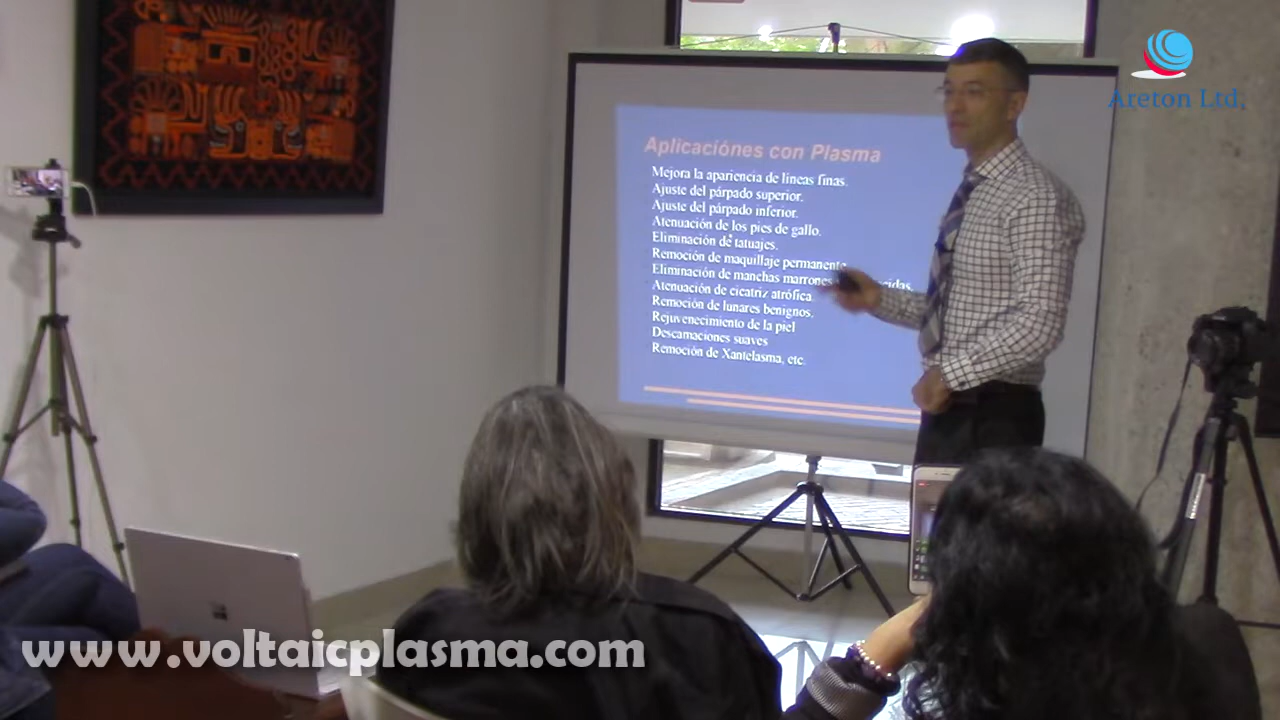 Areton Ltd,
Aplicaciónes con Plasma
Mejora la apariencia de lineas finas.
Ajuste del párpado superior.
Ajuste del párpado inferior.
Atenuación de los pies de gallo.
Eliminación de tatuajes.
Remoción de maquillaje permanente
Eliminación de manchas marrones
Atenuación de cicatriz atrófica
Remoción de lunares benignos.
Rejuvenecimiento de la piel
Descamaciones suaves
Remoción de Xantelasma, etc.
www.voltaicplasma.com